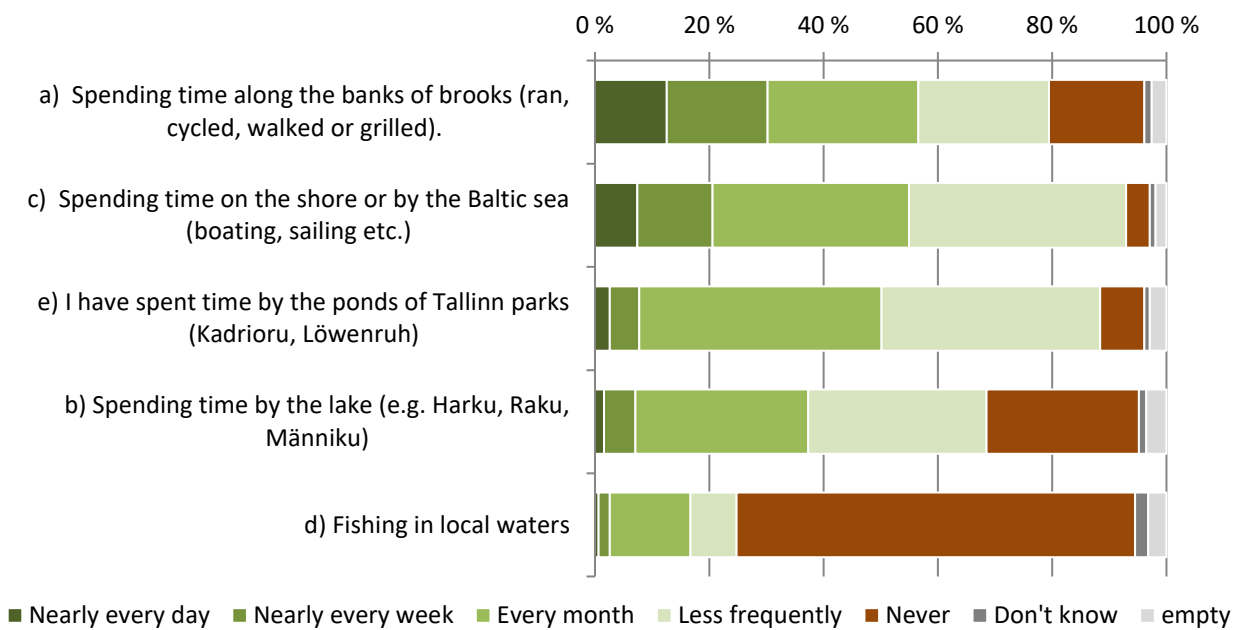 0 % 20 % 40 % 60 % 80 % 100 %
a) Spending time along the banks of brooks (ran,
cycled, walked or grilled).
c) Spending time on the shore or by the Baltic sea
(boating, sailing etc.)
e) I have spent time by the ponds of Tallinn parks
(Kadrioru, Löwenruh)
b) Spending time by the lake (e.g. Harku, Raku,
Männiku)
d) Fishing in local waters
Nearly every day Nearly every week Every month Less frequently Never Don't know empty